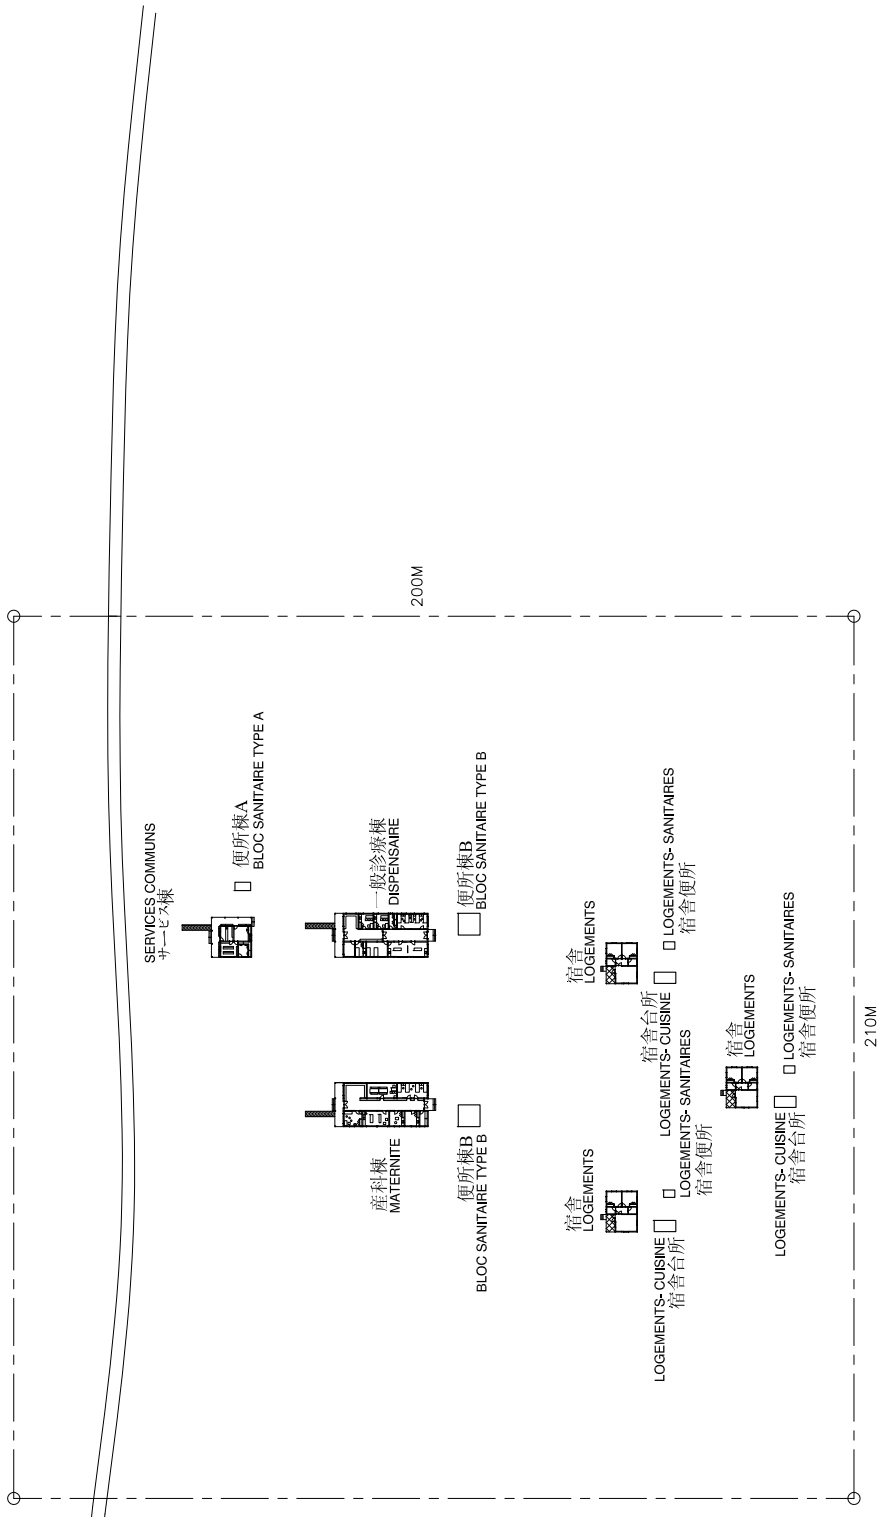 200M
210M
SERVICES COMMUNS
サービス棟
便所棟A
BLOC SANITAIRE TYPE A
一般診療棟
DISPENSAIRE
便所棟B
BLOC SANITAIRE TYPE B
産科棟
MATERNITE
便所棟B
BLOC SANITAIRE TYPE B
宿舎
LOGEMENTS
LOGEMENTS- SANITAIRES
宿舎便所
宿舎台所
LOGEMENTS- CUISINE
宿舎
LOGEMENTS
LOGEMENTS- SANITAIRES
宿舎便所
LOGEMENTS- CUISINE
宿舎台所
宿舎
LOGEMENTS
LOGEMENTS- SANITAIRES
宿舎便所
LOGEMENTS- CUISINE
宿舎台所